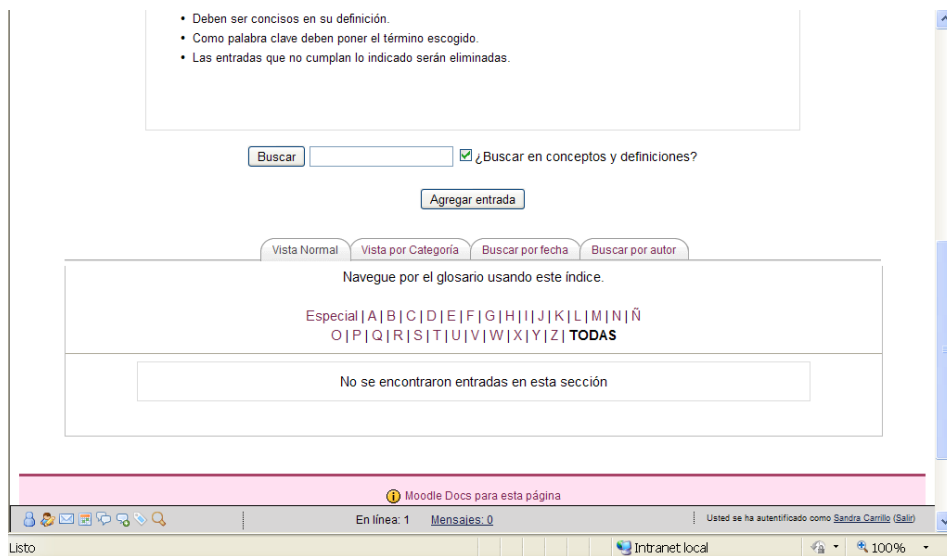 • Deben ser concisos en su definición.
• Como palabra clave deben poner el término escogido.
• Las entradas que no cumplan lo indicado serán eliminadas.
Buscar ¿Buscar en conceptos y definiciones?
Agregar entrada
Vista Normal Vista por Categoría Buscar por fecha Buscar por autor
Navegue por el glosario usando este índice.
Especial | A | B | C | D | E | F | G | H | I | J | K | L | M | N | Ñ
O | P | Q | R | S | T | U | V | W | X | Y | Z | TODAS
No se encontraron entradas en esta sección
Moodle Docs para esta página
En línea: 1 Mensajes: 0 Usted se ha autentificado como Sandra Carrillo (Salir)
Listo Intranet local 100%